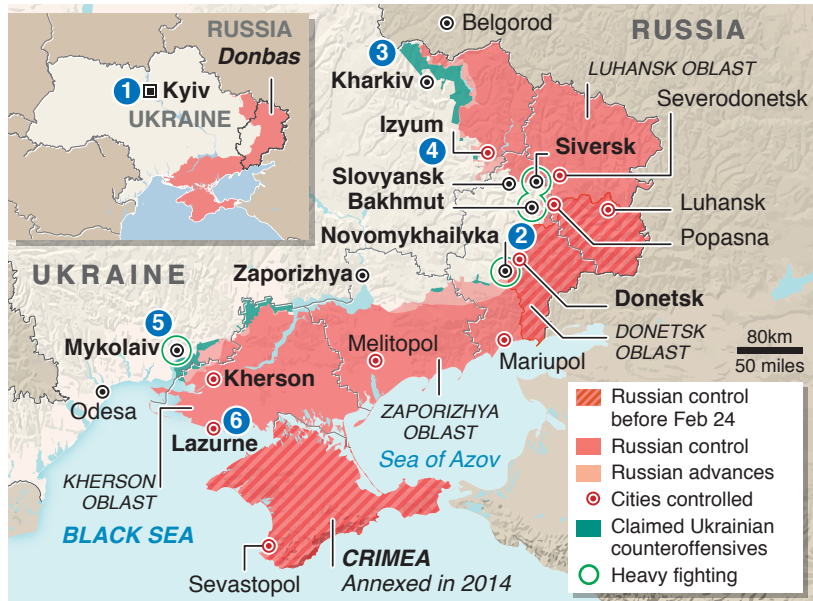 RUSSIA
Donbas
1
Kyiv
UKRAINE
Belgorod
RUSSIA
3
Kharkiv
LUHANSK OBLAST
Severodonetsk
Izyum
4
Siversk
Slovyansk
Bakhmut
Luhansk
Novomykhailvka
2
Popasna
UKRAINE
Zaporizhya
Donetsk
5
Mykolaiv
Melitopol
DONETSK
OBLAST
Mariupol
80km
50 miles
Kherson
Odesa
6
Lazurne
ZAPORIZHYA
OBLAST
Sea of Azov
KHERSON
OBLAST
BLACK SEA
CRIMEA
Annexed in 2014
Sevastopol
Russian control
before Feb 24
Russian control
Russian advances
Cities controlled
Claimed Ukrainian
counteroffensives
Heavy fighting